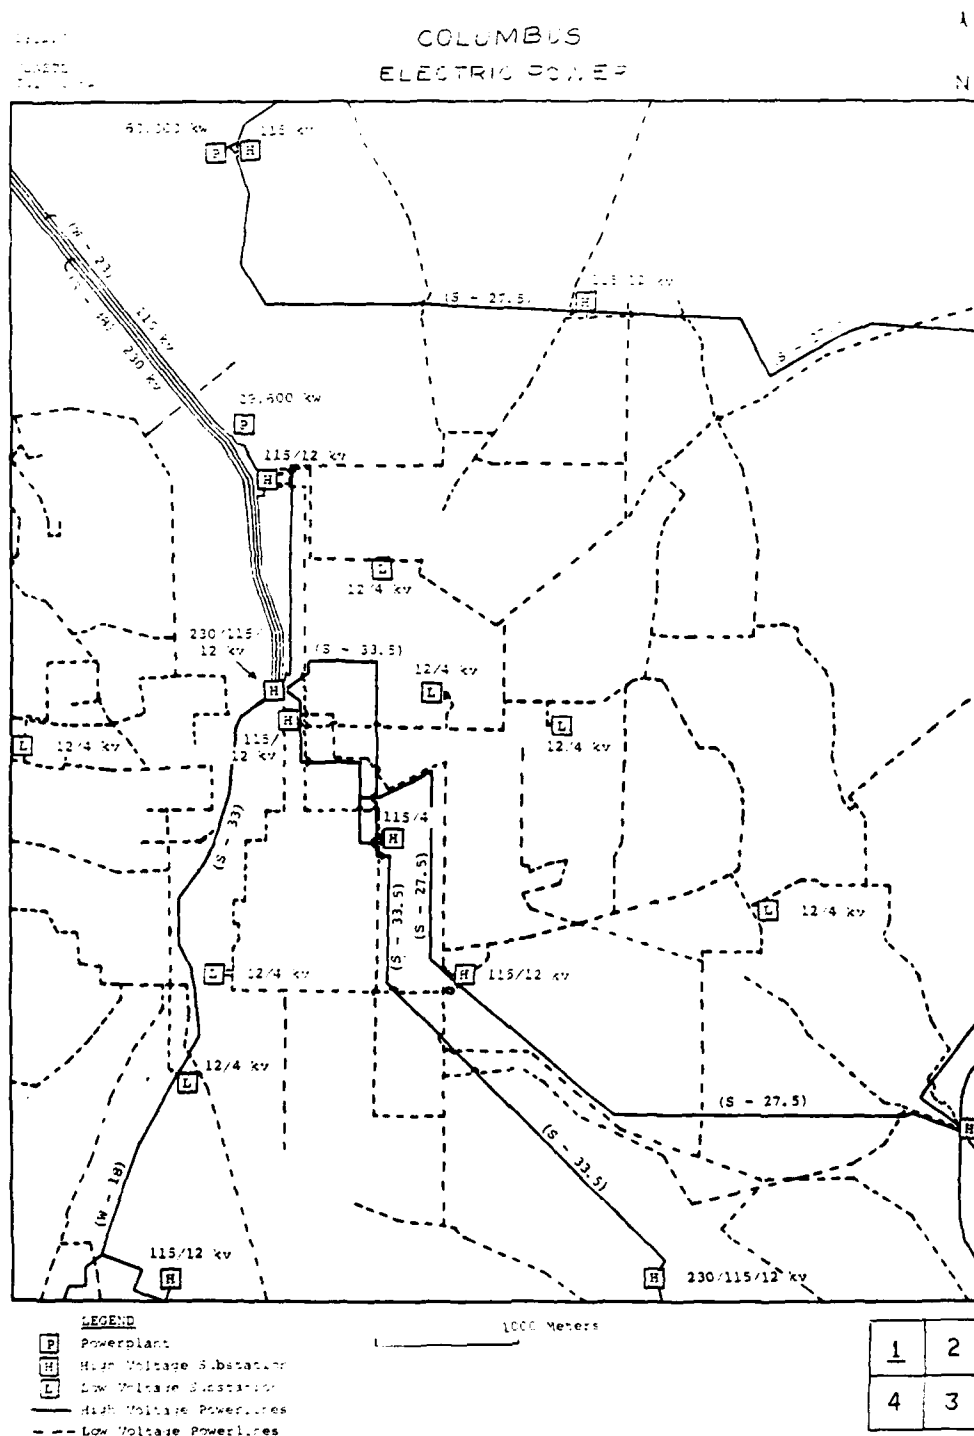 COLUMBUS
ELECTRIC POWER
N
115 kv
(W - 23)
115 kv
230 kv
(S - 27.5)
115/12 kv
29,600 kw
115/12 kv
12/4 kv
230/115/
12 kv
(S - 33.5)
12/4 kv
12/4 kv
115/
12 kv
12/4 kv
115/4
(S - 33)
(S - 33.5)
(S - 27.5)
12/4 kv
12/4 kv
115/12 kv
12/4 kv
(S - 27.5)
(S - 33.5)
(W - 18)
115/12 kv
230/115/12 kv
P
H
L
LEGEND
P Powerplant
H High Voltage Substation
L Low Voltage Substation
High Voltage Powerlines
Low Voltage Powerlines
1000 Meters
1 2
4 3